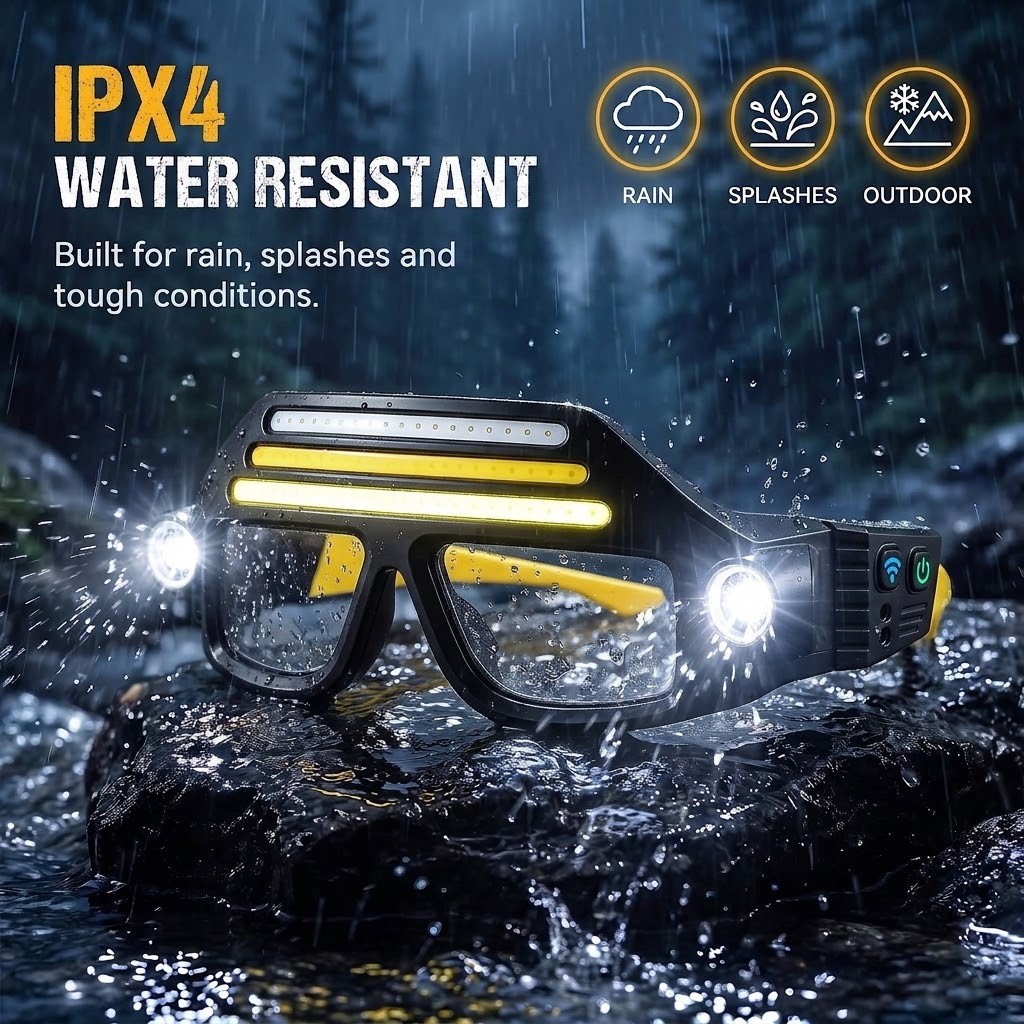 IPX4
WATER RESISTANT
Built for rain, splashes and
tough conditions.
RAIN
SPLASHES
OUTDOOR